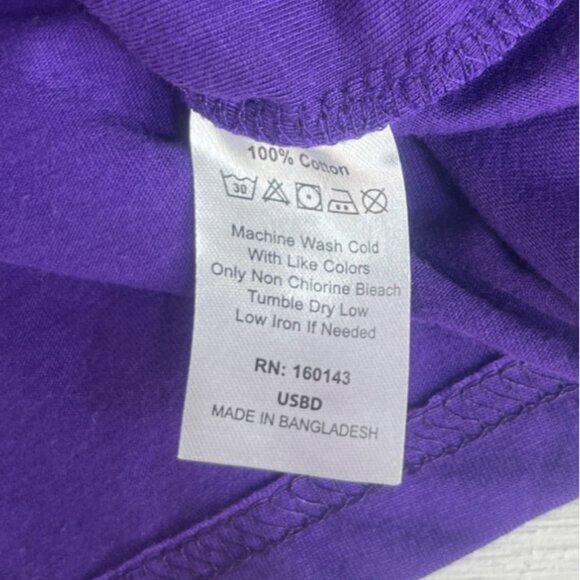 100% Cotton
30
Machine Wash Cold
With Like Colors
Only Non Chlorine Bleach
Tumble Dry Low
Low Iron If Needed
RN: 160143
USBD
MADE IN BANGLADESH